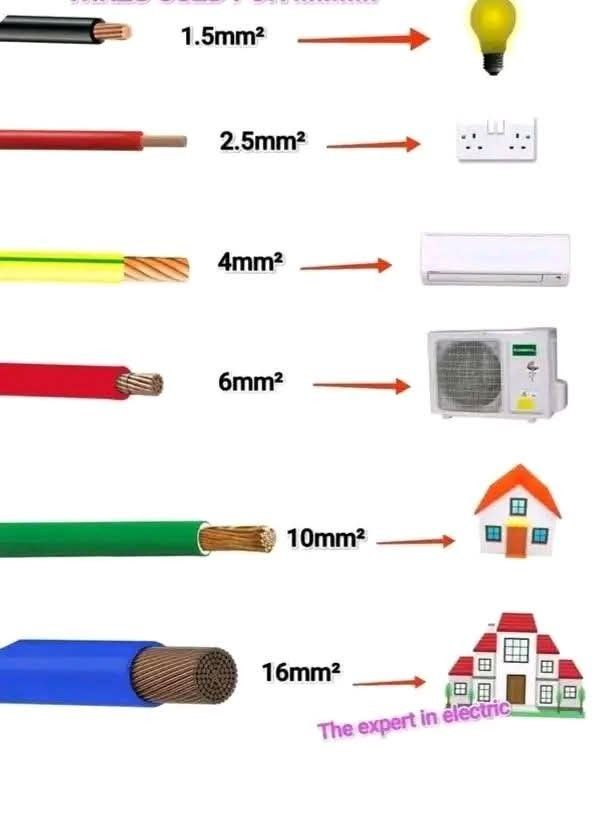 1.5mm²
2.5mm²
4mm²
6mm²
10mm²
16mm²
The expert in electric